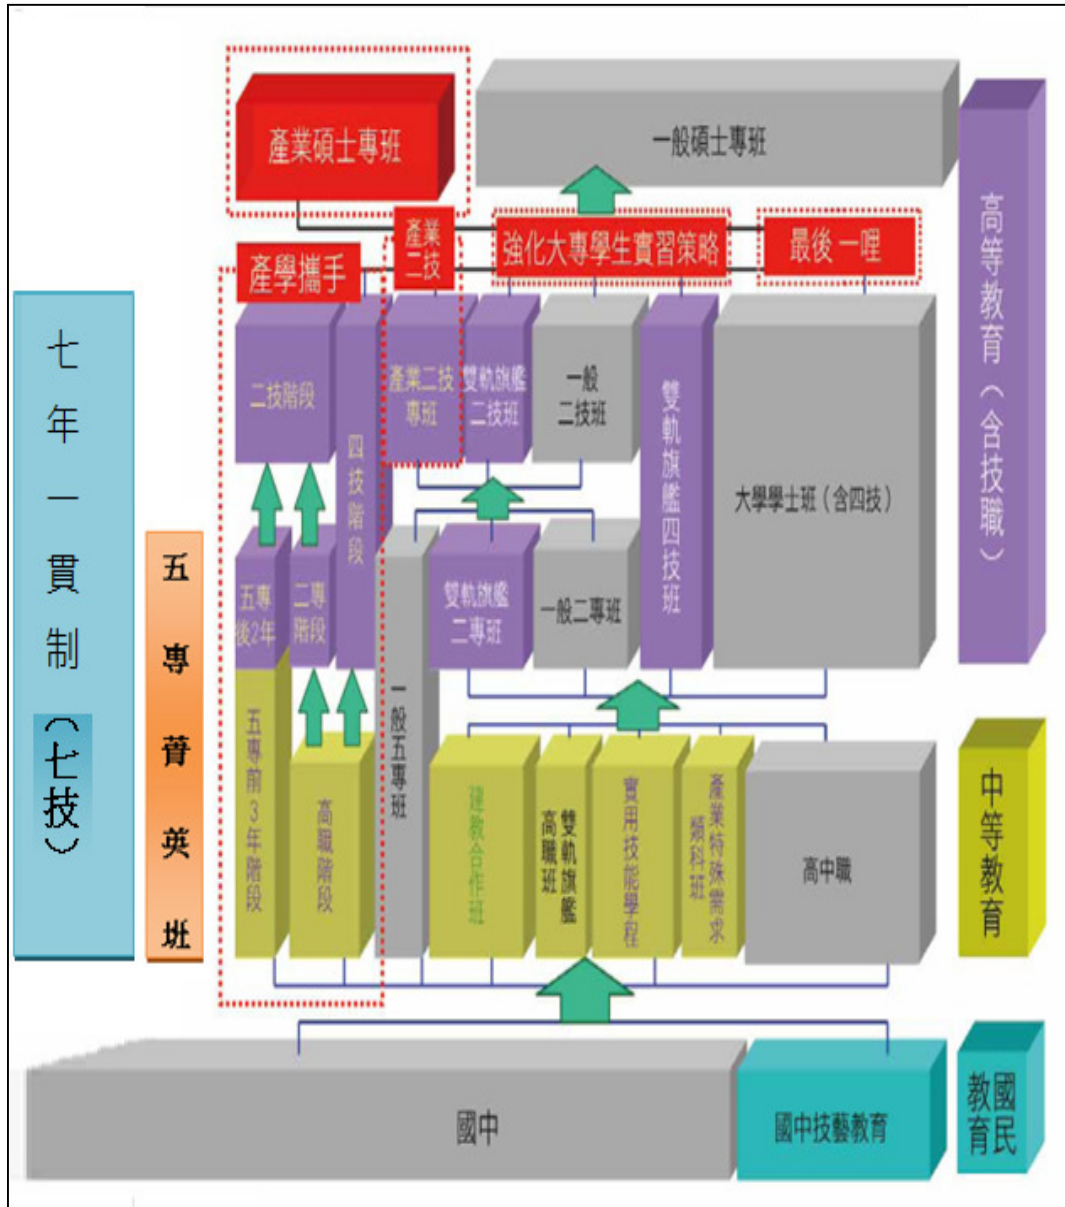 產業碩士專班
一般碩士專班
高等教育（含技職）
產業
二技
強化大專學生實習策略
最後一哩
產學攜手
七年一貫制（七技）
五專菁英班
二技階段
四技階段
產業二技
專班
雙軌旗艦
二技班
一般
二技班
雙軌旗艦四技班
大學學士班（含四技）
五專
後2年
二專
階段
一般五專班
雙軌旗艦
二專班
一般二專班
五專前3年階段
高職階段
建教合作班
雙軌旗艦
高職班
實用技能學程
產業特殊需求
類科班
高中職
中等教育
國中
國中技藝教育
國民
教育